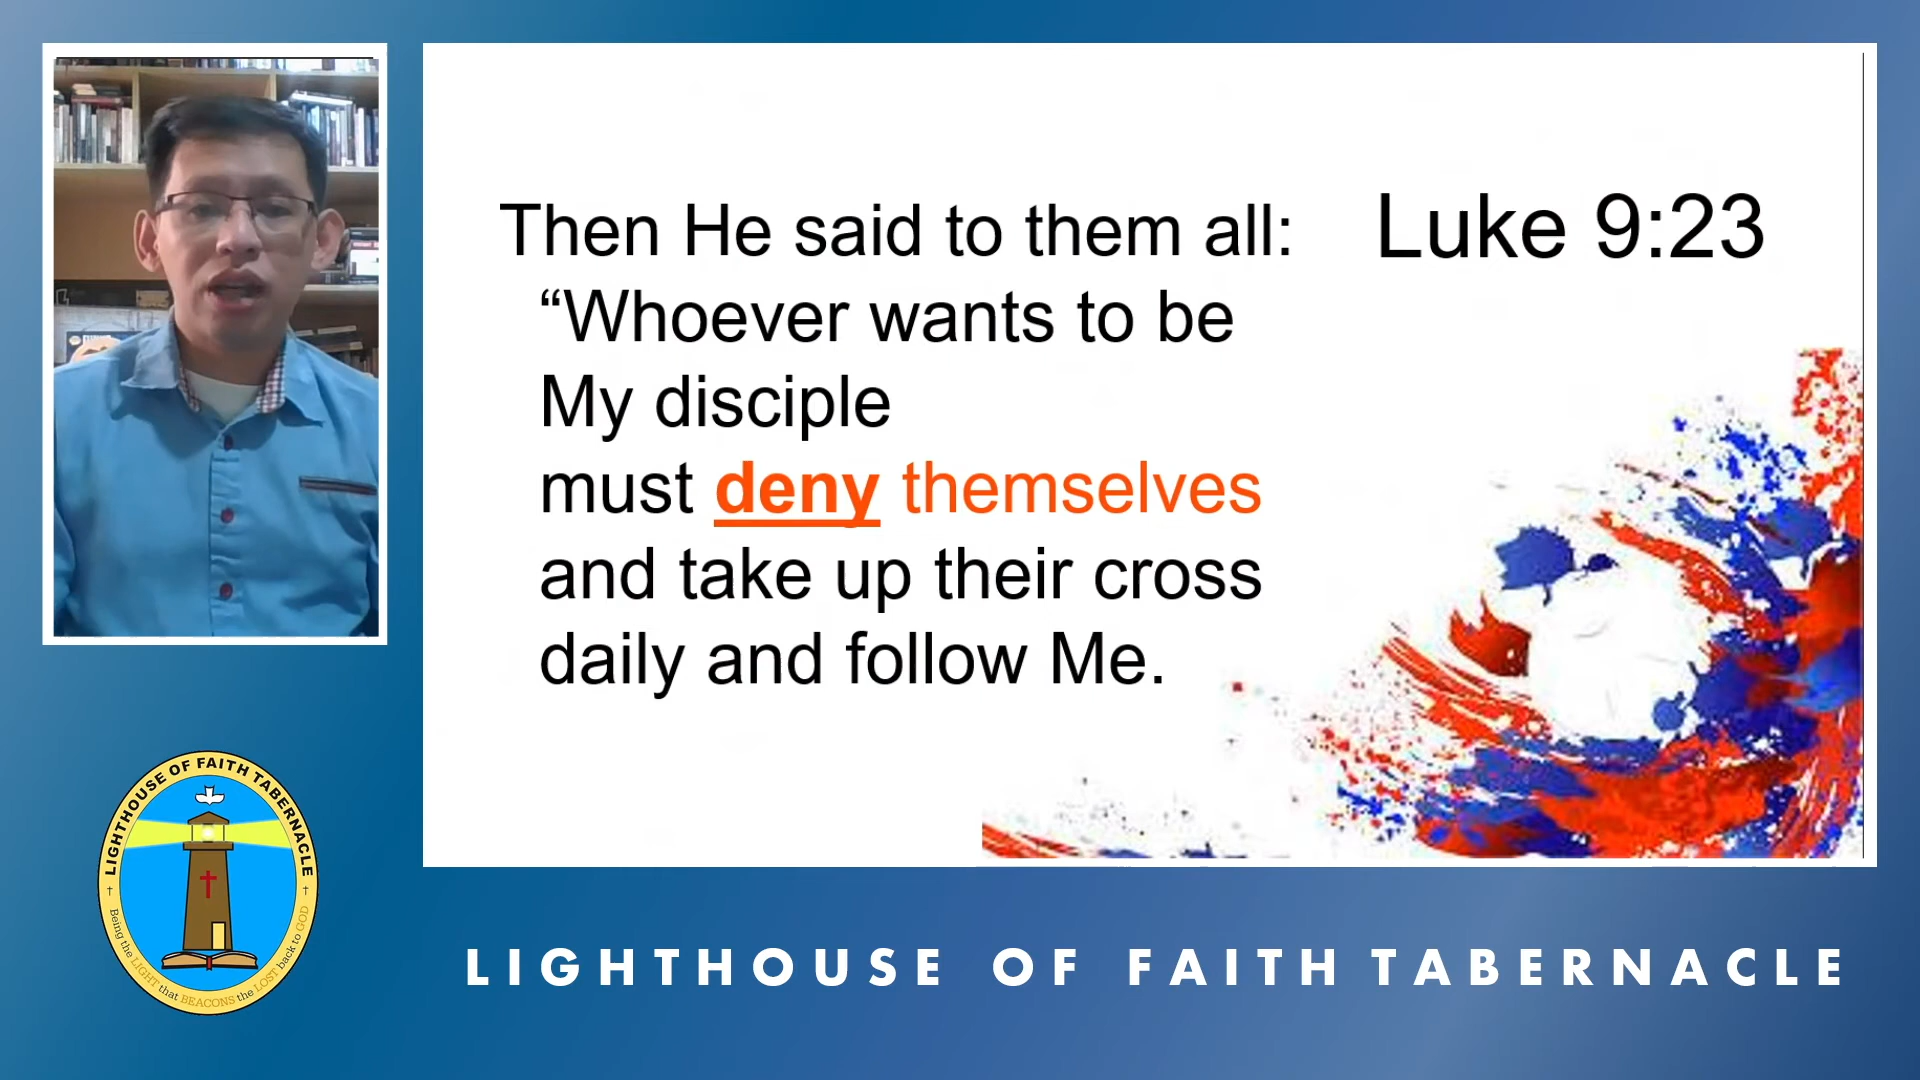 Then He said to them all:
“Whoever wants to be
My disciple
must deny themselves
and take up their cross
daily and follow Me.
Luke 9:23
LIGHTHOUSE OF FAITH TABERNACLE
Being the LIGHT that BEACONS the LOST back to GOD
LIGHTHOUSE OF FAITH TABERNACLE